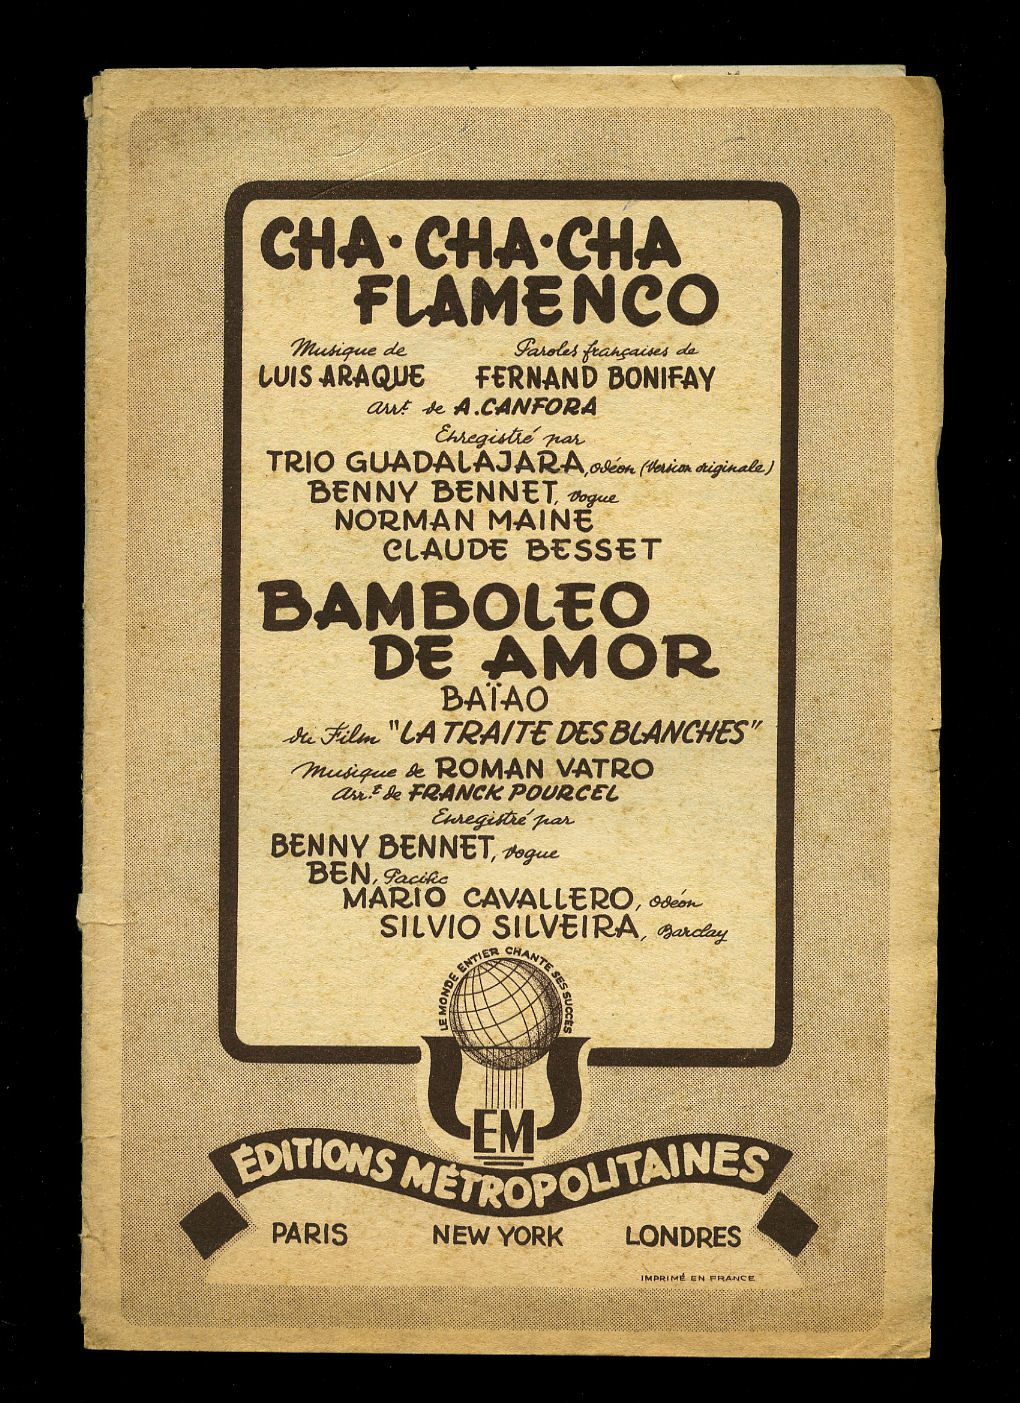 CHA•CHA•CHA
FLAMENCO
Musique de Paroles françaises de
LUIS ARAQUE FERNAND BONIFAY
Arrt. de A. CANFORA
Enregistré par
TRIO GUADALAJARA, Odéon (Version originale)
BENNY BENNET, Vogue
NORMAN MAINE
CLAUDE BESSET
BAMBOLEO
DE AMOR
BAÏAO
du Film "LA TRAITE DES BLANCHES"
Musique de ROMAN VATRO
Arr.t de FRANCK POURCEL
Enregistré par
BENNY BENNET, Vogue
BEN, Pacific
MARIO CAVALLERO, Odéon
SILVIO SILVEIRA, Barclay
LE MONDE ENTIER CHANTE SES SUCCÈS
EM
ÉDITIONS MÉTROPOLITAINES
PARIS NEW YORK LONDRES
IMPRIMÉ EN FRANCE